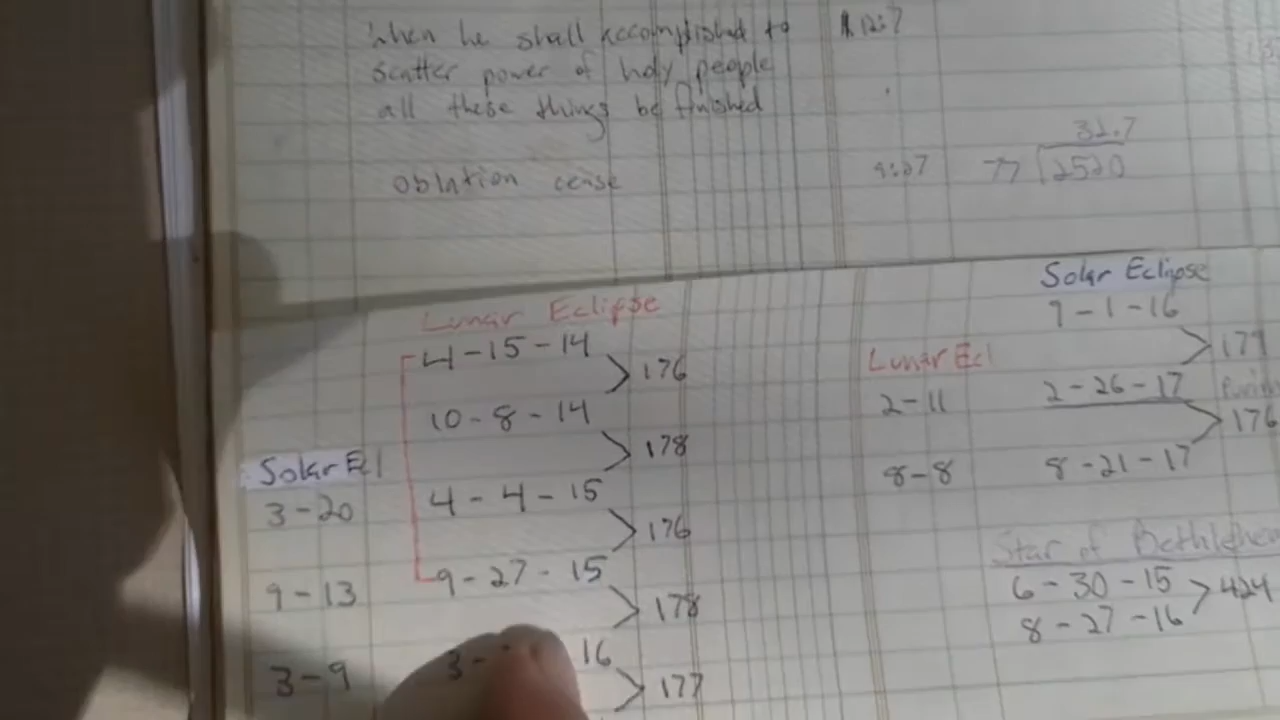 When he shall accomplished to 12:7
scatter power of holy people
all these things be finished
31.7
Oblation cease 9:27 77 2520
Solar Eclipse
Lunar Eclipse
9-1-16
4-15-14
176
Lunar Ecl
2-11
2-26-17
10-8-14
176
178
8-8
8-21-17
Solar Ecl
3-20
4-4-15
176
Star of Bethlehem
9-27-15
6-30-15
424
9-13
178
8-27-16
3- 16
3-9
177